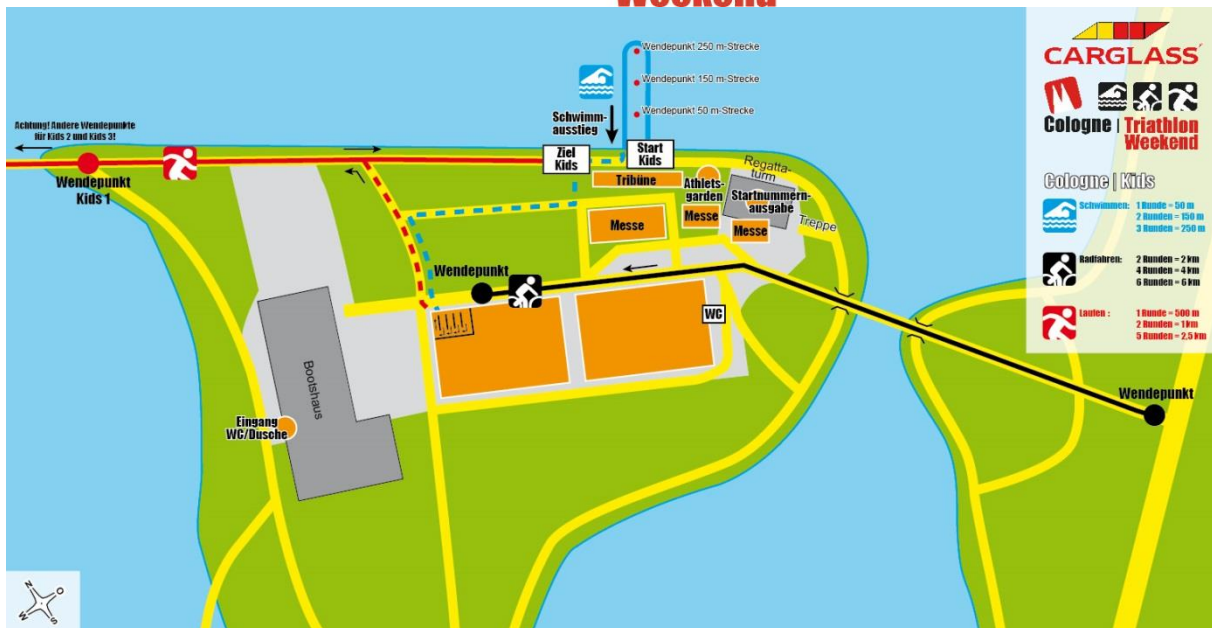 Weekend
Wendepunkt 250 m-Strecke
Wendepunkt 150 m-Strecke
Wendepunkt 50 m-Strecke
Schwimm-
ausstieg
Achtung! Andere Wendepunkte
für Kids 2 und Kids 3!
Wendepunkt
Kids 1
Ziel
Kids
Start
Kids
Tribüne
Athlets-
garden
Regatta-
turm
Startnummern-
ausgabe
Treppe
Messe
Messe
Messe
Wendepunkt
WC
Wendepunkt
Bootshaus
Eingang
WC/Dusche
CARGLASS
Cologne | Triathlon
Weekend
Cologne | Kids
Schwimmen: 1 Runde = 50 m
2 Runden = 150 m
3 Runden = 250 m
Radfahren: 2 Runden = 2 km
4 Runden = 4 km
6 Runden = 6 km
Laufen : 1 Runde = 500 m
2 Runden = 1 km
5 Runden = 2,5 km
N
O
W
S